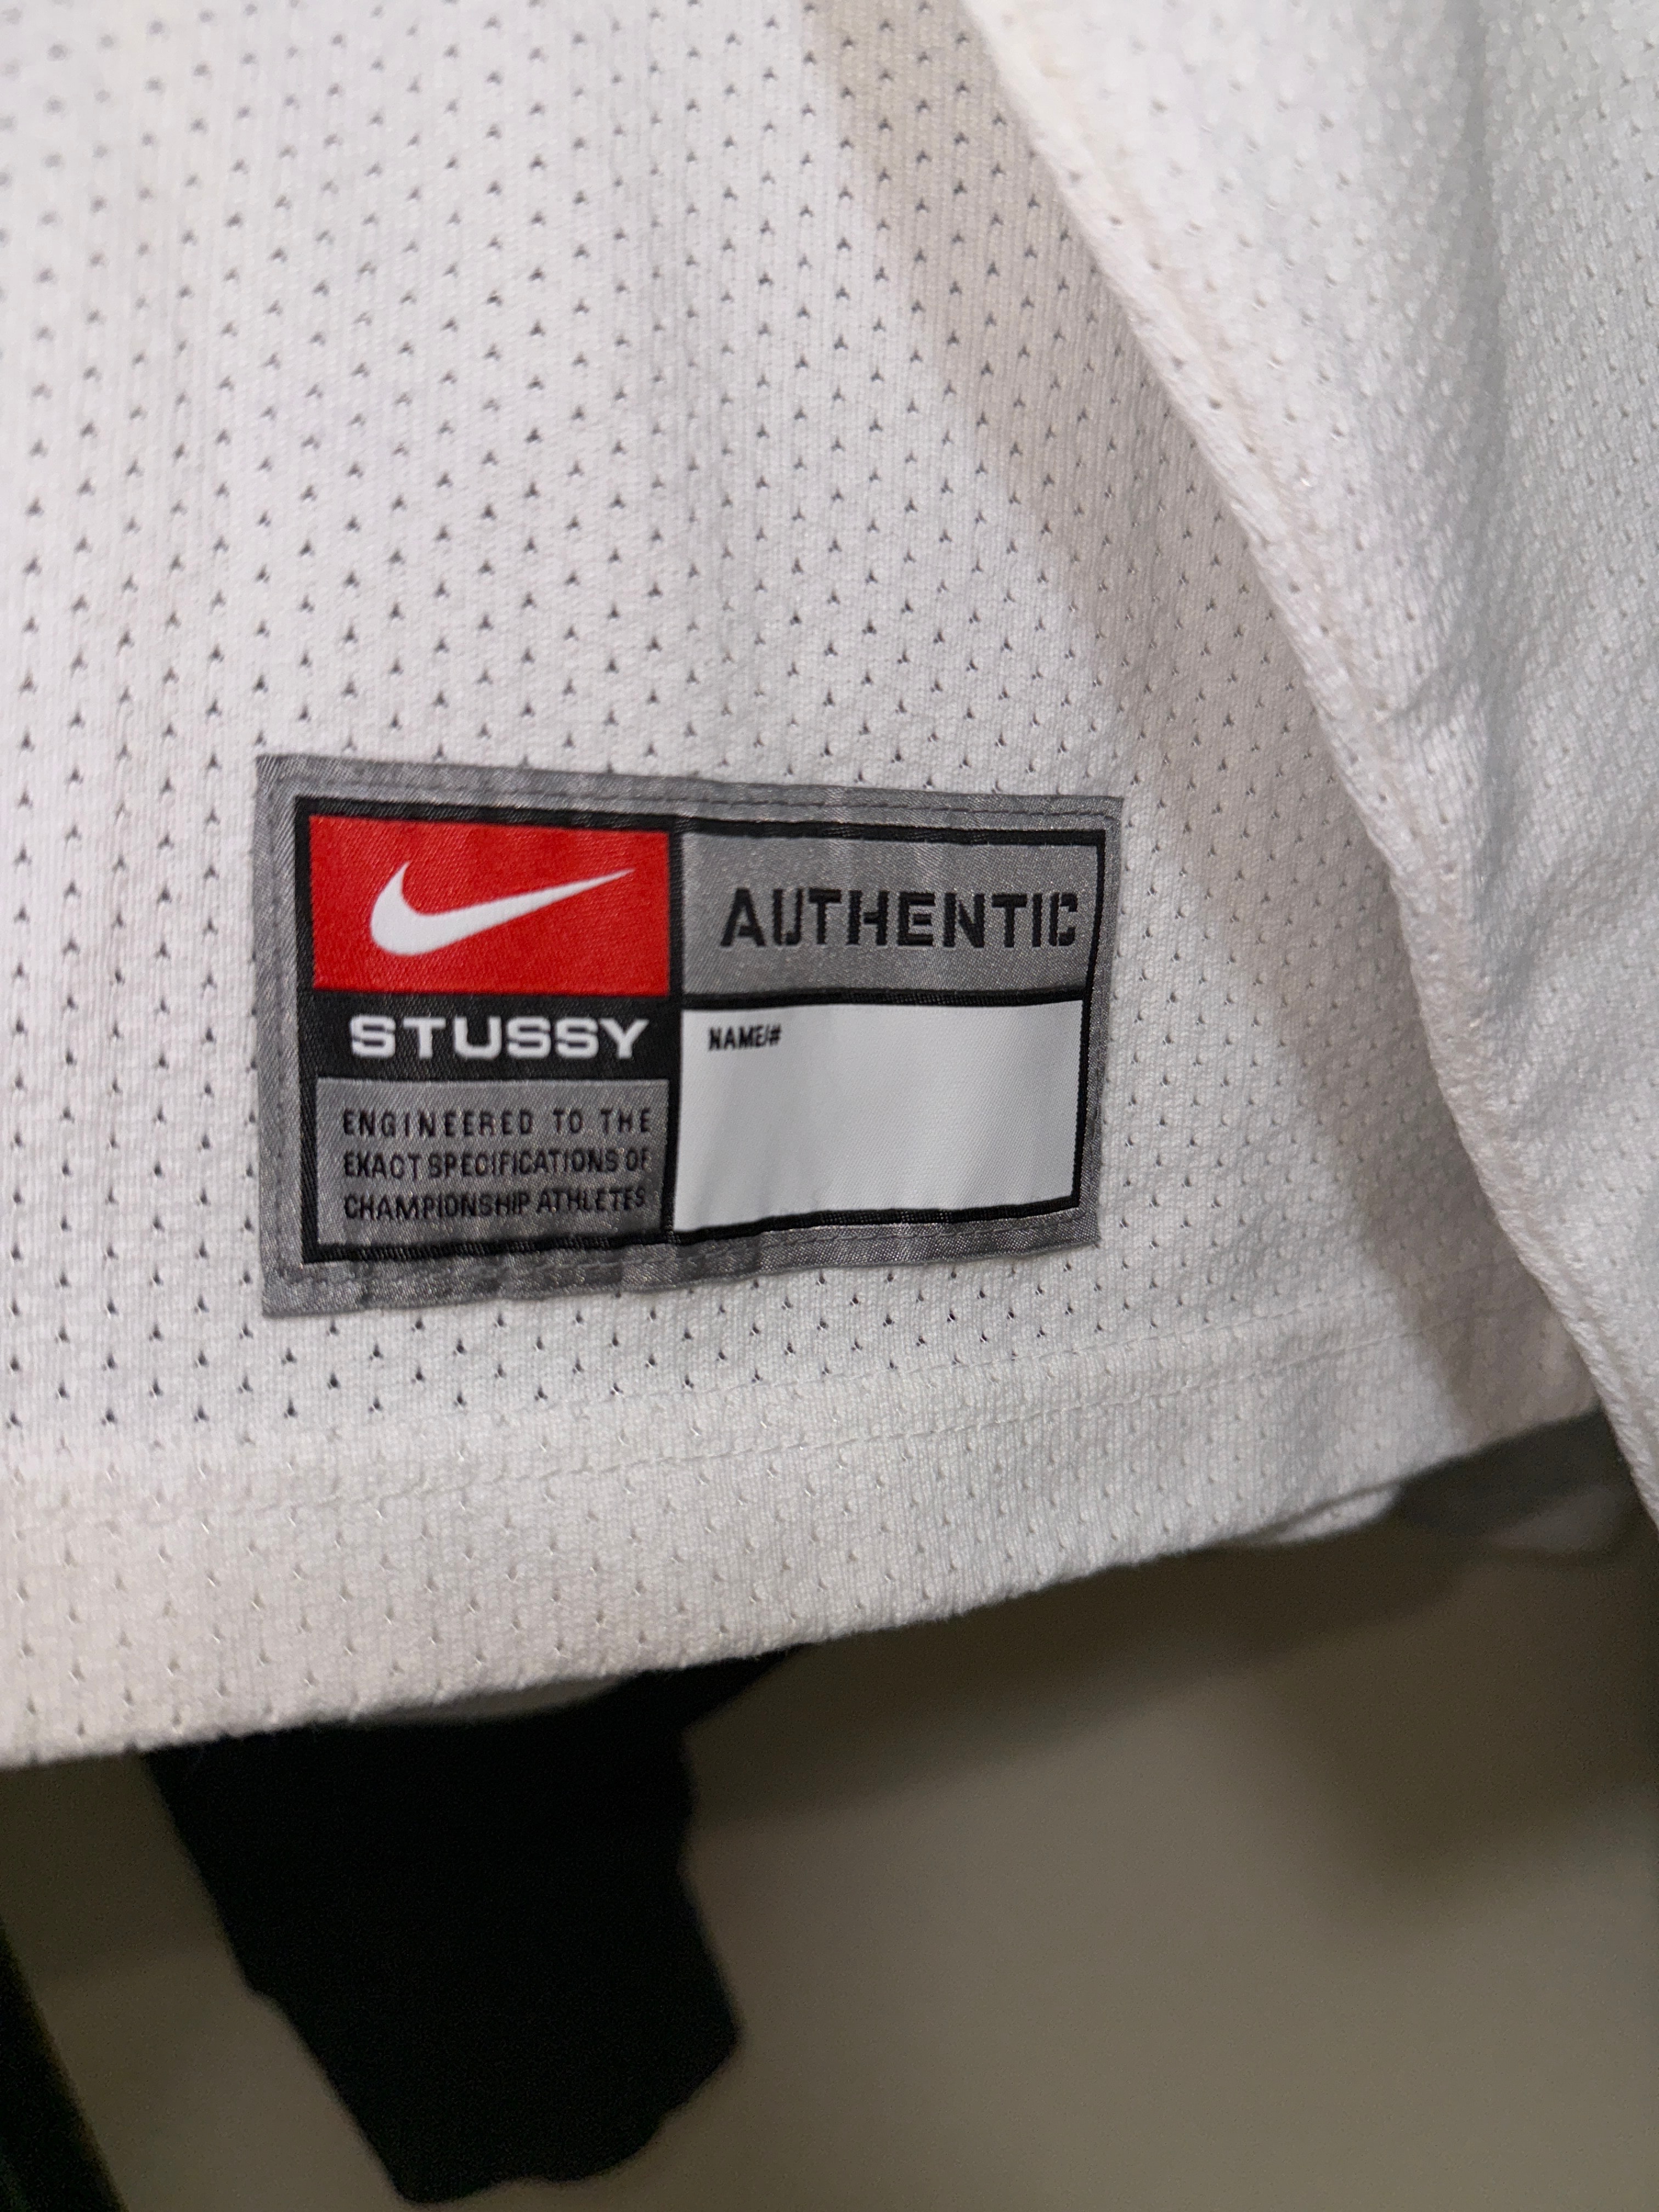 AUTHENTIC
STUSSY
NAME/#
ENGINEERED TO THE
EXACT SPECIFICATIONS OF
CHAMPIONSHIP ATHLETES